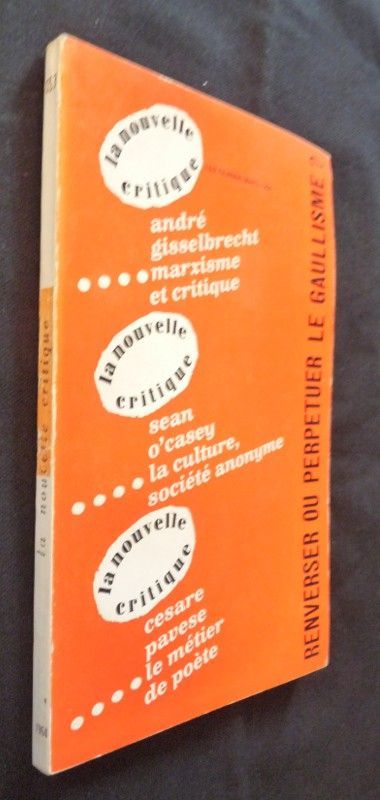 la nouvelle
critique
andré
gisselbrecht
marxisme
et critique
la nouvelle
critique
sean
o'casey
la culture,
société anonyme
la nouvelle
critique
cesare
pavese
le métier
de poète
RENVERSER OU PERPETUER LE GAULLISME ?
la nouvelle critique
1964